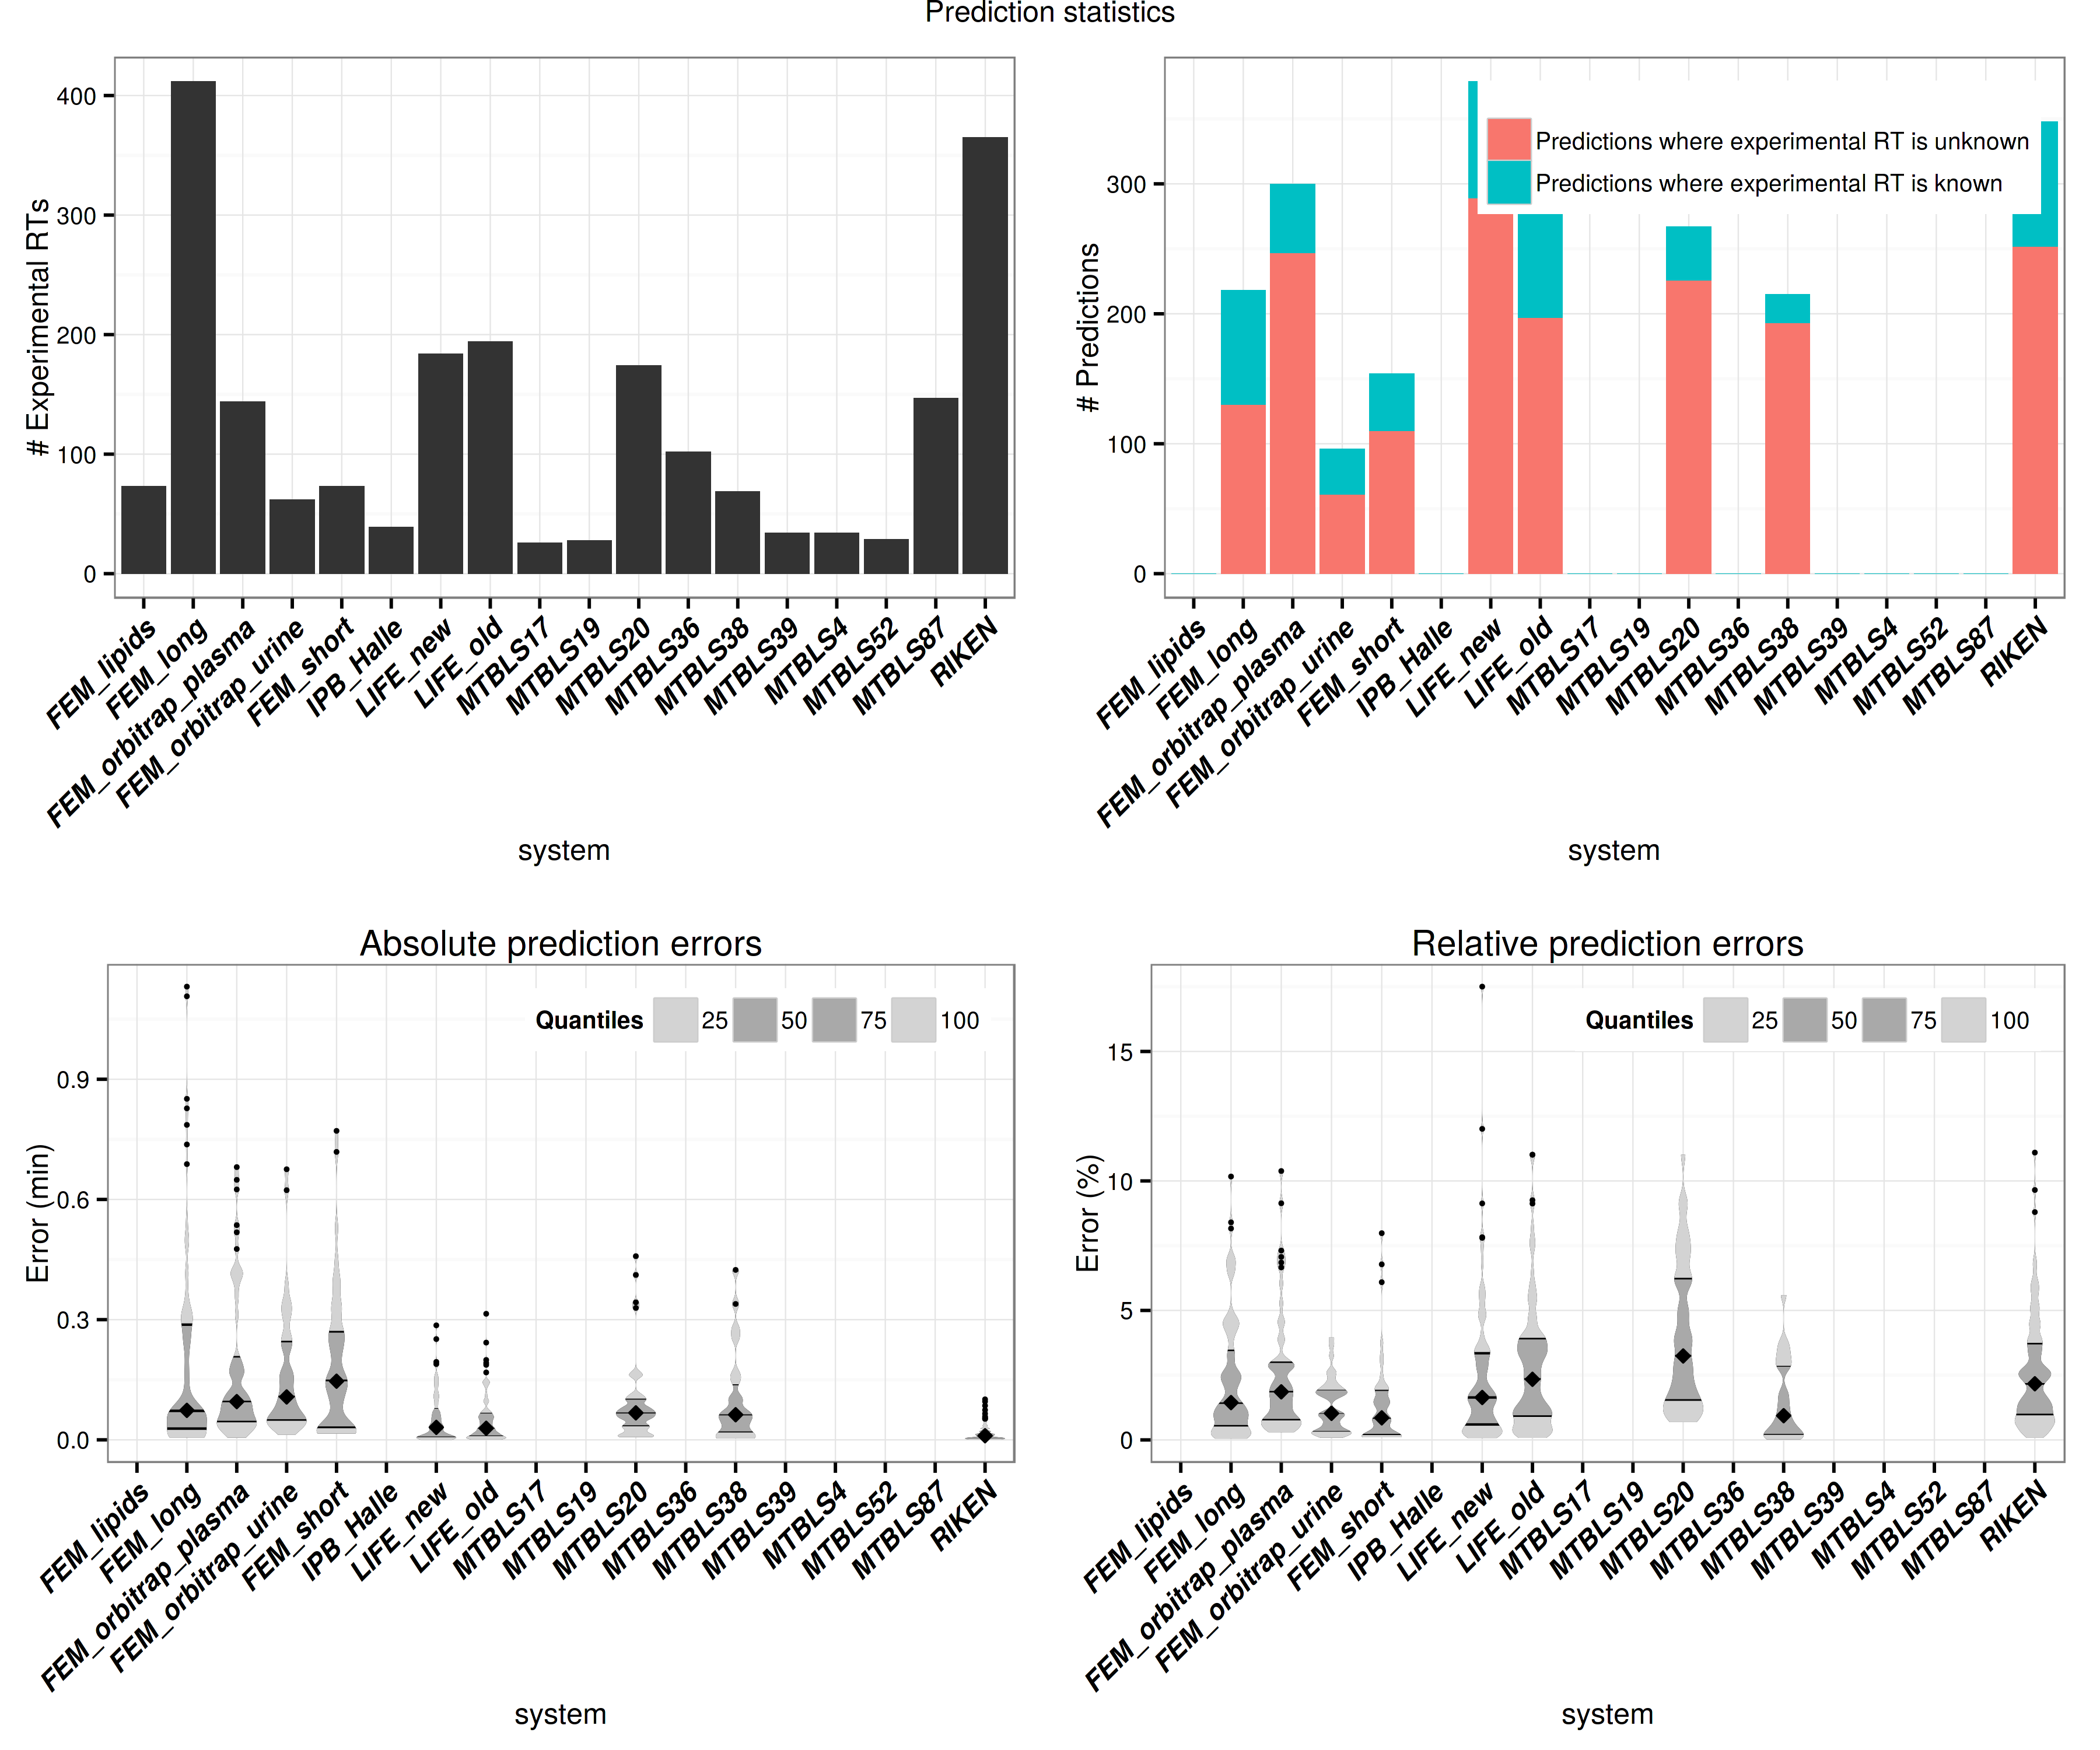 Prediction statistics
# Experimental RTs
400
300
200
100
0
FEM_lipids
FEM_long
FEM_orbitrap_plasma
FEM_orbitrap_urine
FEM_short
IPB_Halle
LIFE_new
LIFE_old
MTBLS17
MTBLS19
MTBLS20
MTBLS36
MTBLS38
MTBLS39
MTBLS4
MTBLS52
MTBLS87
RIKEN
system
# Predictions
300
200
100
0
Predictions where experimental RT is unknown
Predictions where experimental RT is known
FEM_lipids
FEM_long
FEM_orbitrap_plasma
FEM_orbitrap_urine
FEM_short
IPB_Halle
LIFE_new
LIFE_old
MTBLS17
MTBLS19
MTBLS20
MTBLS36
MTBLS38
MTBLS39
MTBLS4
MTBLS52
MTBLS87
RIKEN
system
Absolute prediction errors
Quantiles 25 50 75 100
Error (min)
0.9
0.6
0.3
0.0
FEM_lipids
FEM_long
FEM_orbitrap_plasma
FEM_orbitrap_urine
FEM_short
IPB_Halle
LIFE_new
LIFE_old
MTBLS17
MTBLS19
MTBLS20
MTBLS36
MTBLS38
MTBLS39
MTBLS4
MTBLS52
MTBLS87
RIKEN
system
Relative prediction errors
Quantiles 25 50 75 100
Error (%)
15
10
5
0
FEM_lipids
FEM_long
FEM_orbitrap_plasma
FEM_orbitrap_urine
FEM_short
IPB_Halle
LIFE_new
LIFE_old
MTBLS17
MTBLS19
MTBLS20
MTBLS36
MTBLS38
MTBLS39
MTBLS4
MTBLS52
MTBLS87
RIKEN
system